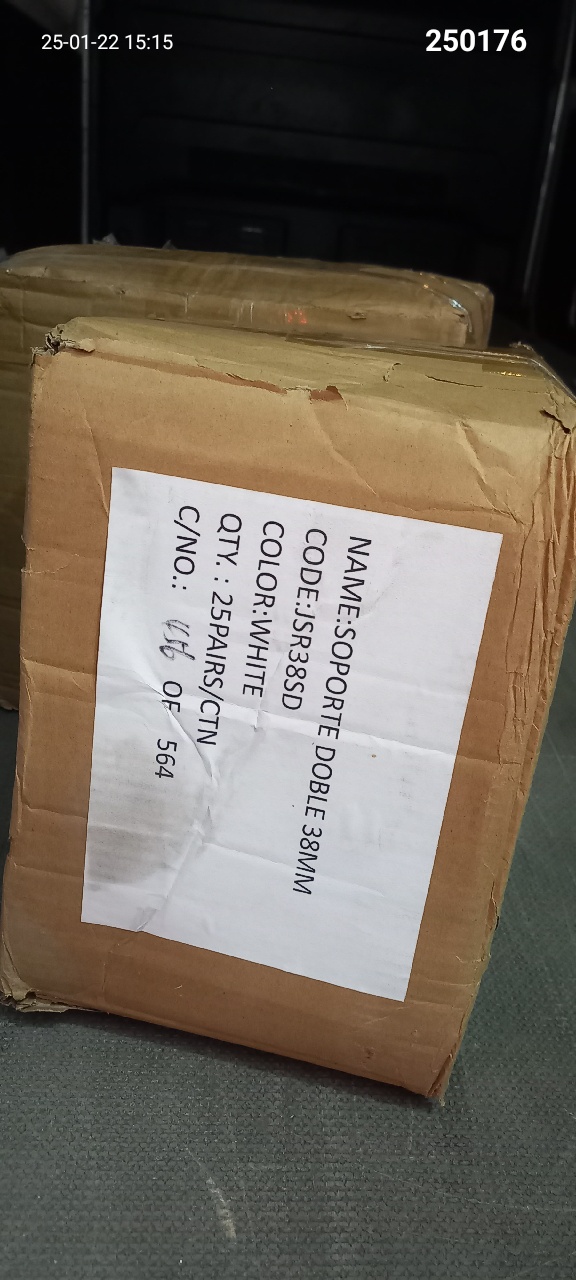 25-01-22 15:15
250176
NAME:SOPORTE DOBLE 38MM
CODE:JSR38SD
COLOR:WHITE
QTY. : 25PAIRS/CTN
C/NO.: OF 564